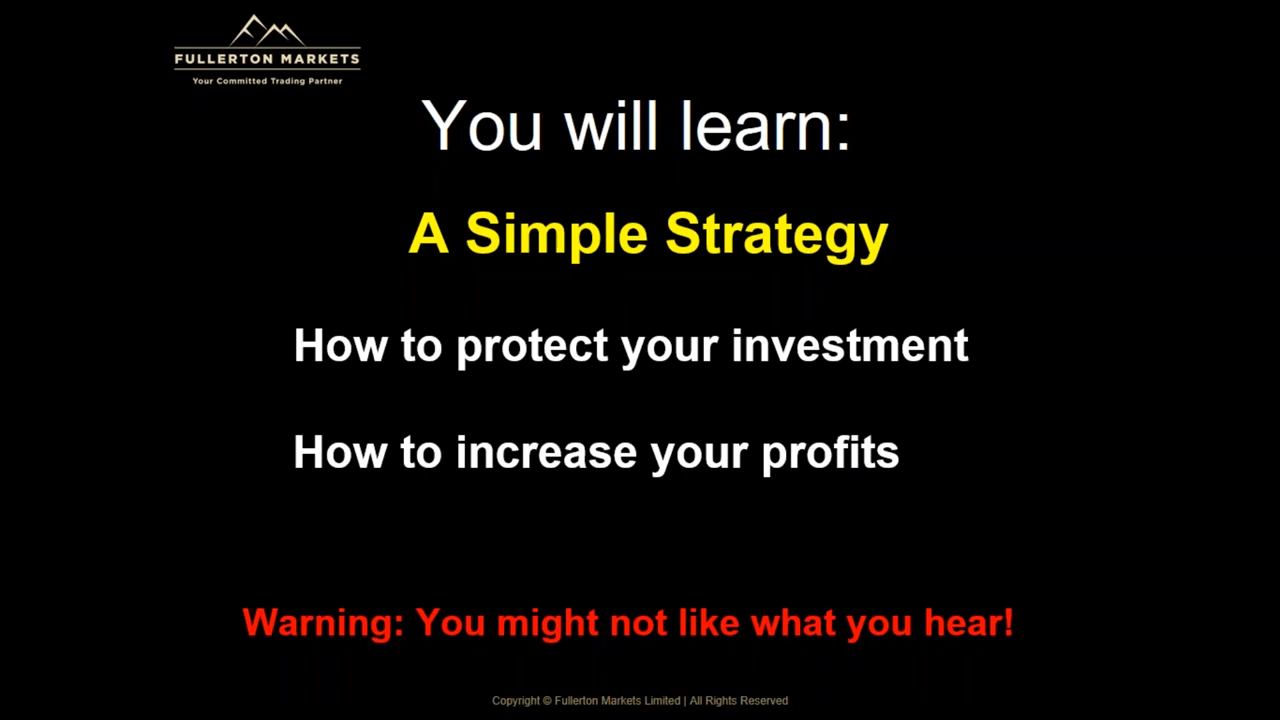 FULLERTON MARKETS
Your Committed Trading Partner
You will learn:
A Simple Strategy
How to protect your investment
How to increase your profits
Warning: You might not like what you hear!
Copyright © Fullerton Markets Limited | All Rights Reserved